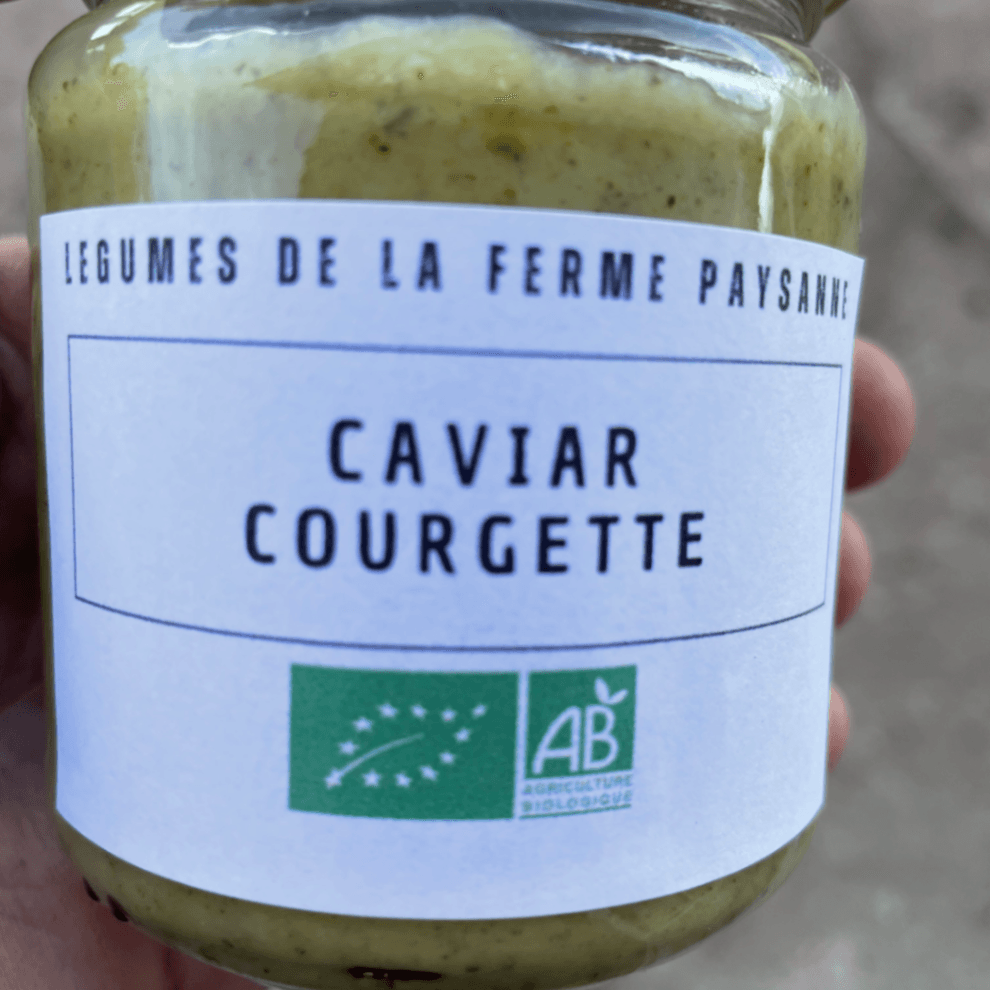 LEGUMES DE LA FERME PAYSANNE
CAVIAR
COURGETTE
AB
AGRICULTURE
BIOLOGIQUE